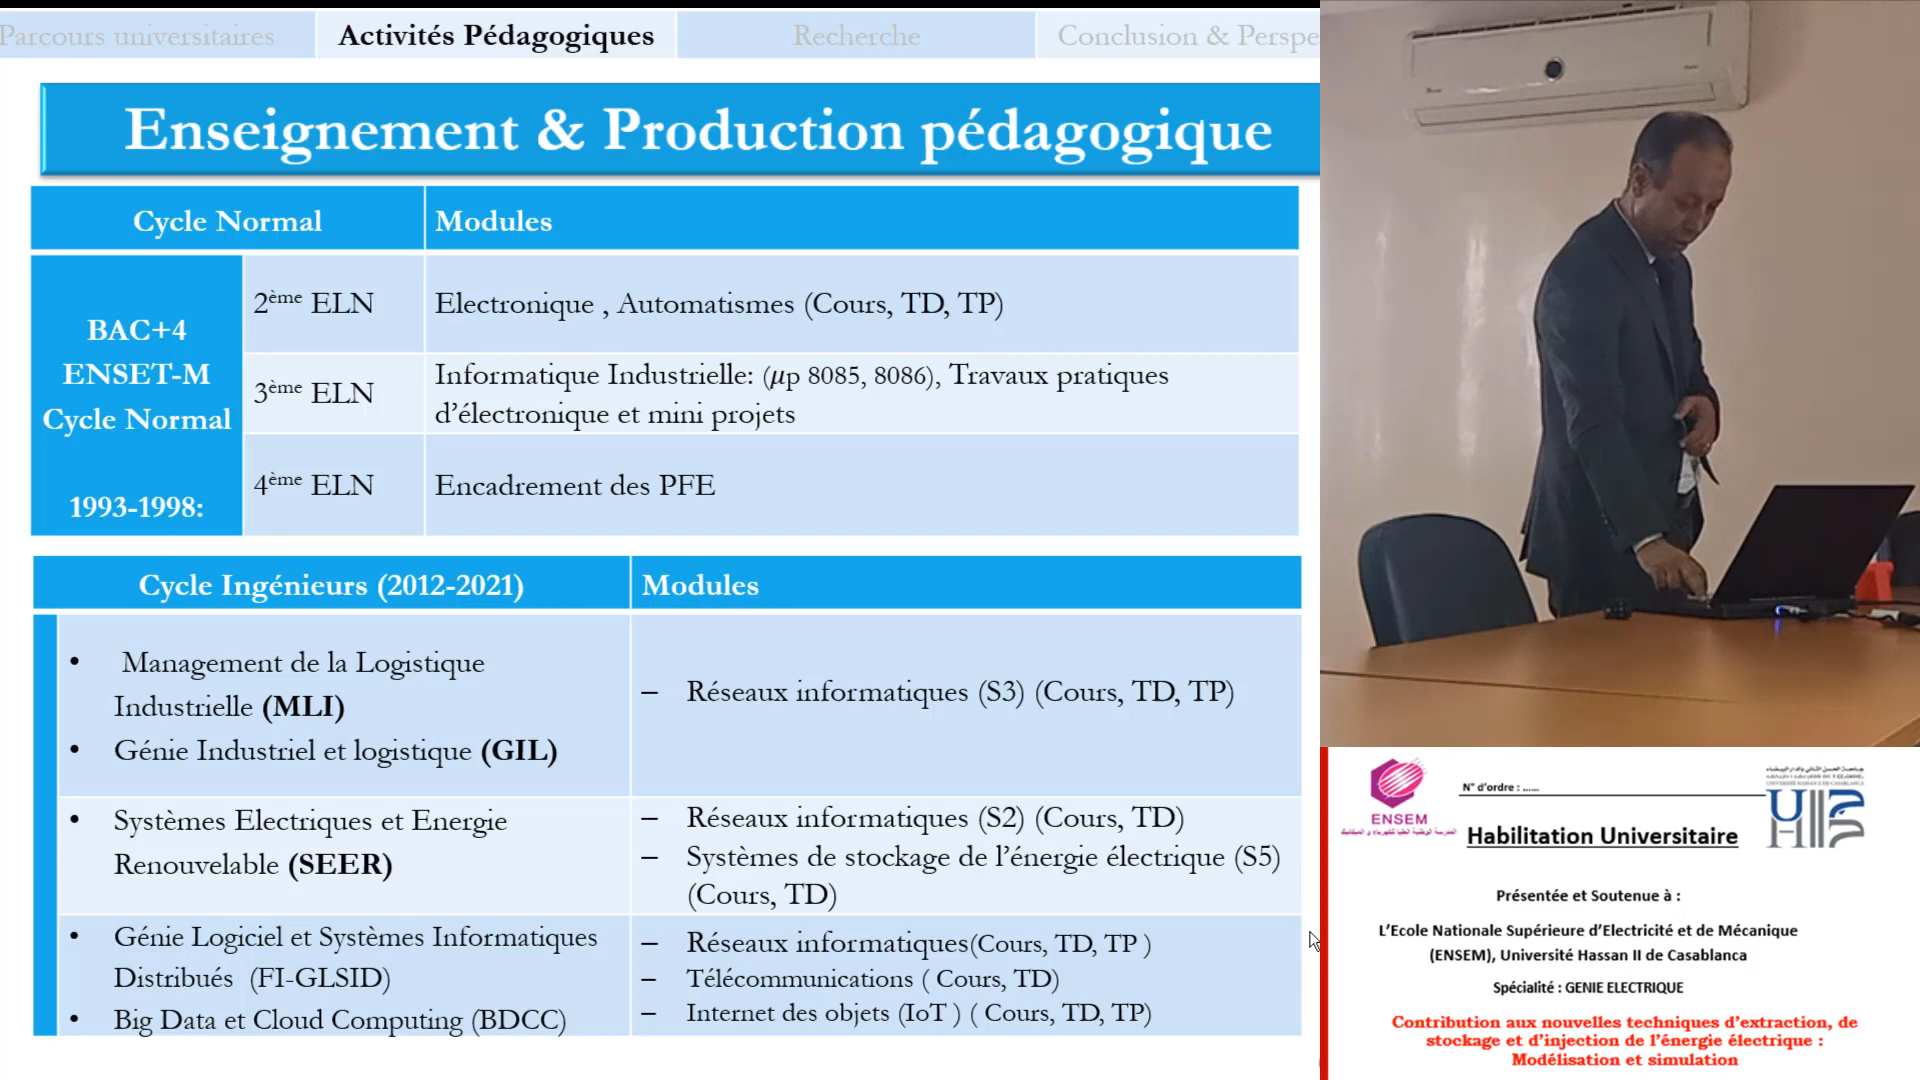 Parcours universitaires
Activités Pédagogiques
Recherche
Conclusion & Perspe
Enseignement & Production pédagogique
Cycle Normal
Modules
BAC+4
ENSET-M
Cycle Normal
1993-1998:
2ème ELN
Electronique , Automatismes (Cours, TD, TP)
3ème ELN
Informatique Industrielle: (μp 8085, 8086), Travaux pratiques
d’électronique et mini projets
4ème ELN
Encadrement des PFE
Cycle Ingénieurs (2012-2021)
Modules
• Management de la Logistique
Industrielle (MLI)
• Génie Industriel et logistique (GIL)
– Réseaux informatiques (S3) (Cours, TD, TP)
• Systèmes Electriques et Energie
Renouvelable (SEER)
– Réseaux informatiques (S2) (Cours, TD)
– Systèmes de stockage de l’énergie électrique (S5)
(Cours, TD)
• Génie Logiciel et Systèmes Informatiques
Distribués (FI-GLSID)
• Big Data et Cloud Computing (BDCC)
– Réseaux informatiques(Cours, TD, TP )
– Télécommunications ( Cours, TD)
– Internet des objets (IoT ) ( Cours, TD, TP)
ENSEM
N° d’ordre : ......
Habilitation Universitaire
Présentée et Soutenue à :
L’Ecole Nationale Supérieure d’Electricité et de Mécanique
(ENSEM), Université Hassan II de Casablanca
Spécialité : GENIE ELECTRIQUE
Contribution aux nouvelles techniques d’extraction, de
stockage et d’injection de l’énergie électrique :
Modélisation et simulation